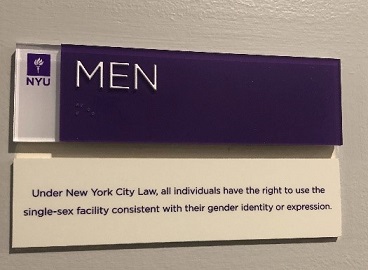 NYU
MEN
Under New York City Law, all individuals have the right to use the
single-sex facility consistent with their gender identity or expression.